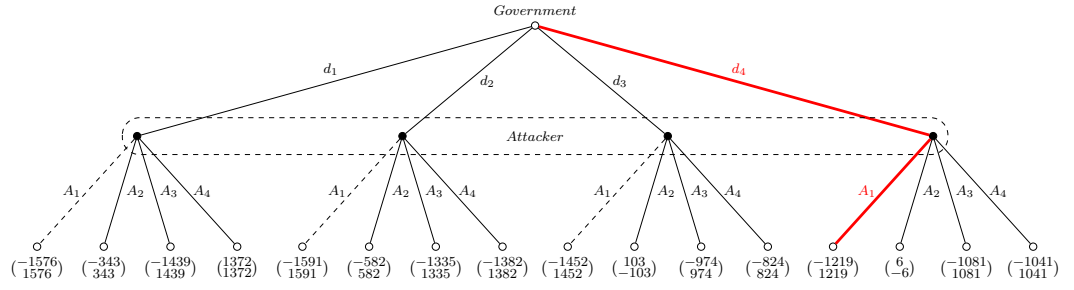 Government
d1 d2 d3 d4
Attacker
A1 A2 A3 A4 A1 A2 A3 A4 A1 A2 A3 A4 A1 A2 A3 A4
(−1576 1576) (−343 343) (−1439 1439) (1372 1372) (−1591 1591) (−582 582) (−1335 1335) (−1382 1382) (−1452 1452) (103 −103) (−974 974) (−824 824) (−1219 1219) (6 −6) (−1081 1081) (−1041 1041)